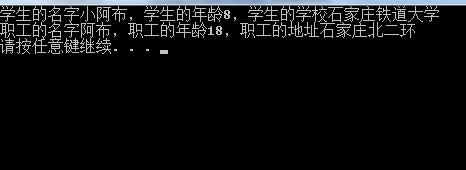 学生的名字小阿布，学生的年龄8，学生的学校石家庄铁道大学
职工的名字阿布，职工的年龄18，职工的地址石家庄北二环
请按任意键继续. . .